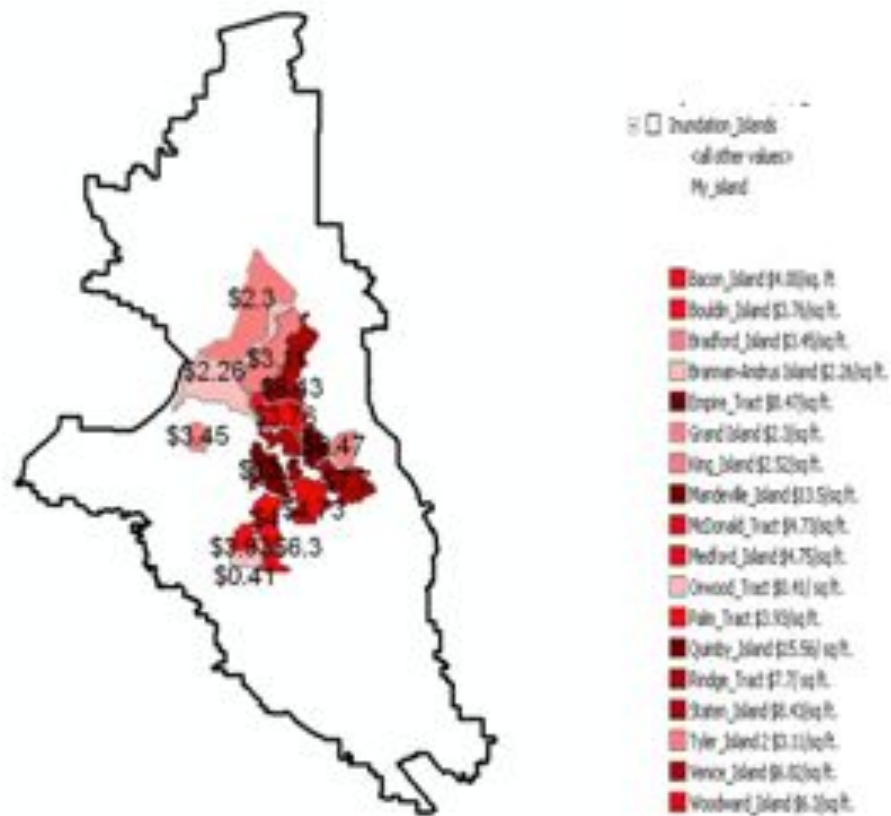 $2.3
$3
$2.26
$3.45
$6.3
$0.41
Inundation_Islands
<all other values>
My_island
Bacon_Island $4.00/sq. ft
Bouldin_Island $3.76/sq ft.
Bradford_Island $3.45/sq ft.
Brannan-Andrus Island $2.26/sq ft.
Empire_Tract $8.47/sq ft.
Grand Island $2.3/sq ft.
King_Island $2.52/sq ft.
Mandeville_Island $13.5/sq ft.
McDonald_Tract $4.73/sq ft.
Medford_Island $4.75/sq ft.
Orwood_Tract $0.41/ sq ft.
Palm_Tract $3.93/sq ft.
Quimby_Island $15.56/ sq ft.
Rindge_Tract $7.7/ sq ft.
Staten_Island $8.43/sq ft.
Tyler_Island 2 $3.11/sq ft.
Venice_Island $6.82/sq ft.
Woodward_Island $6.3/sq ft.